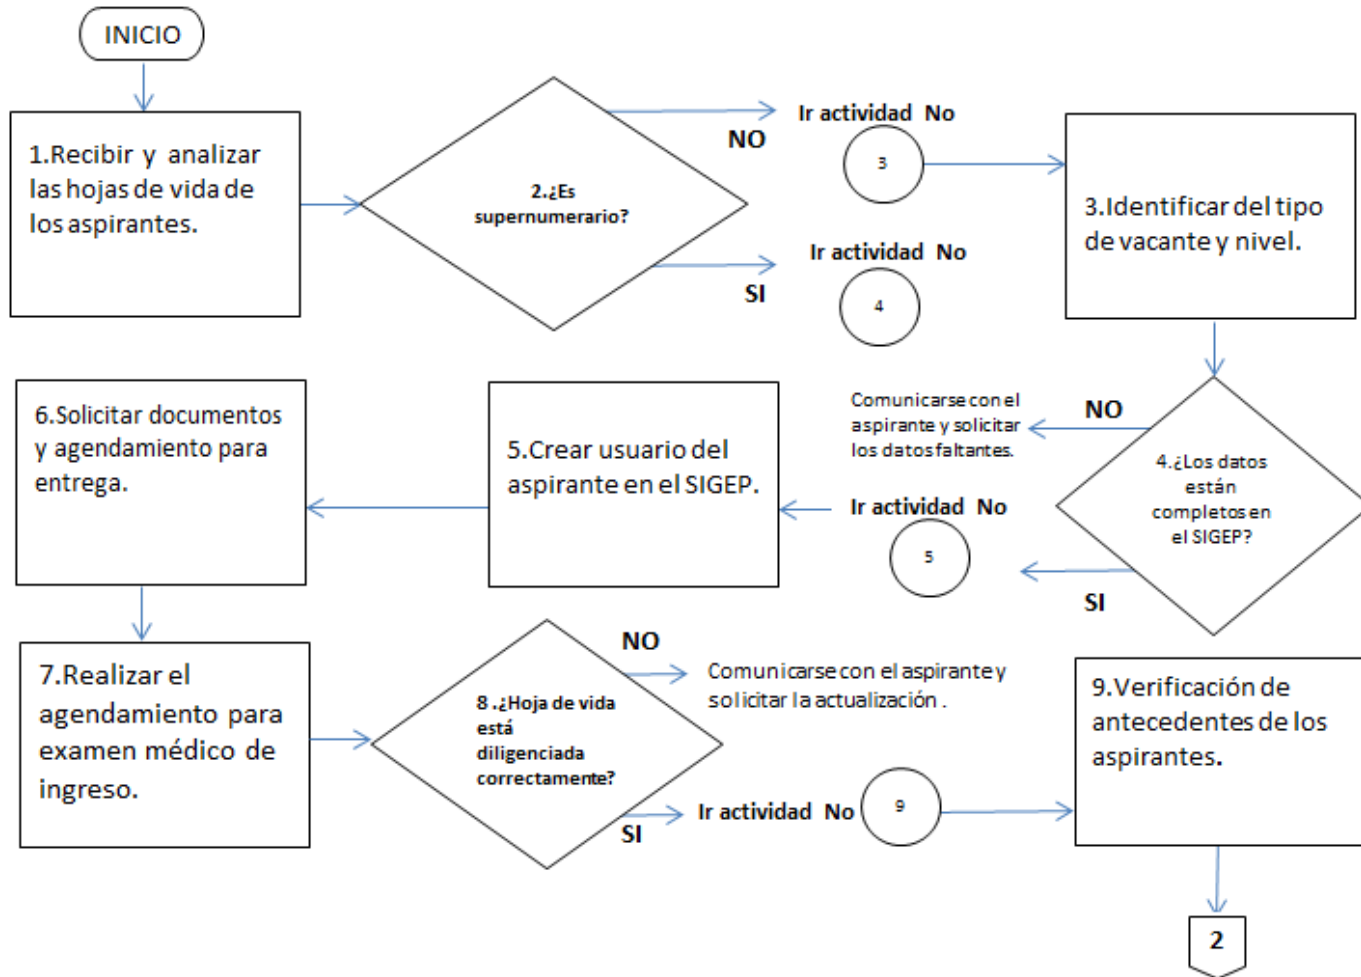 INICIO
1.Recibir y analizar
las hojas de vida de
los aspirantes.
2.¿Es
supernumerario?
NO
Ir actividad No
3
SI
Ir actividad No
4
3.Identificar del tipo
de vacante y nivel.
4.¿Los datos
están
completos en
el SIGEP?
NO
Comunicarse con el
aspirante y solicitar
los datos faltantes.
SI
Ir actividad No
5
5.Crear usuario del
aspirante en el SIGEP.
6.Solicitar documentos
y agendamiento para
entrega.
7.Realizar el
agendamiento para
examen médico de
ingreso.
8.¿Hoja de vida
está
diligenciada
correctamente?
NO
Comunicarse con el aspirante y
solicitar la actualización .
SI
Ir actividad No
9
9.Verificación de
antecedentes de los
aspirantes.
2